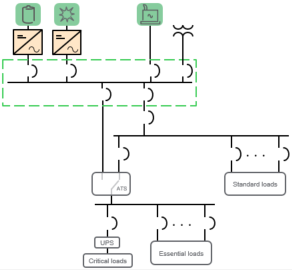 ATS
Standard loads
UPS
Critical loads
Essential loads